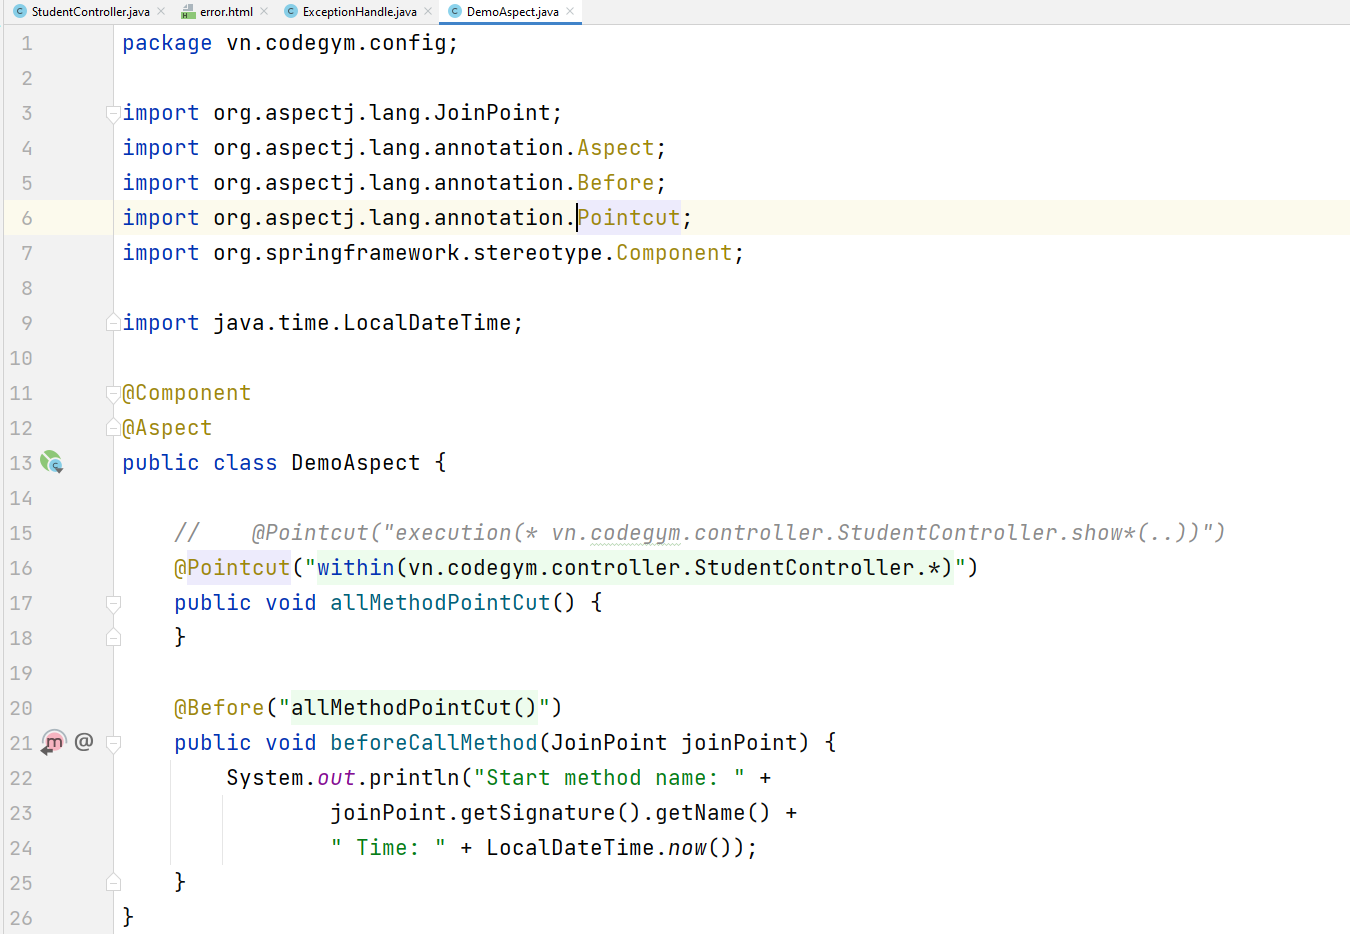 StudentController.java error.html ExceptionHandle.java DemoAspect.java
1 package vn.codegym.config;
2
3 import org.aspectj.lang.JoinPoint;
4 import org.aspectj.lang.annotation.Aspect;
5 import org.aspectj.lang.annotation.Before;
6 import org.aspectj.lang.annotation.Pointcut;
7 import org.springframework.stereotype.Component;
8
9 import java.time.LocalDateTime;
10
11 @Component
12 @Aspect
13 public class DemoAspect {
14
15     //    @Pointcut("execution(* vn.codegym.controller.StudentController.show*(..))")
16     @Pointcut("within(vn.codegym.controller.StudentController.*)")
17     public void allMethodPointCut() {
18     }
19
20     @Before("allMethodPointCut()")
21     public void beforeCallMethod(JoinPoint joinPoint) {
22         System.out.println("Start method name: " +
23                 joinPoint.getSignature().getName() +
24                 " Time: " + LocalDateTime.now());
25     }
26 }